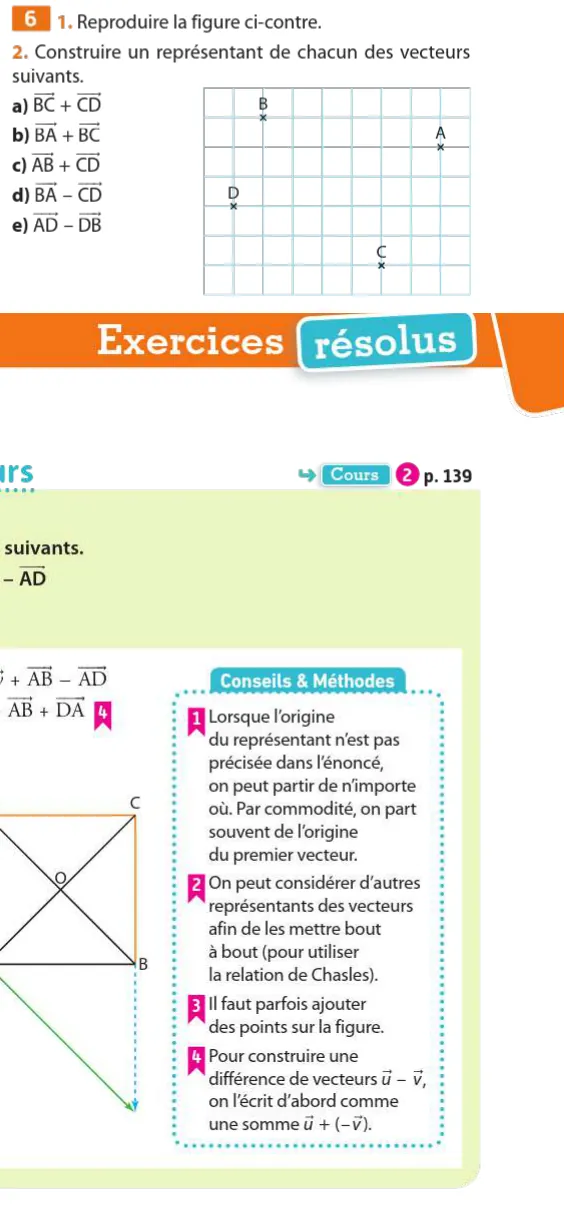 6 1. Reproduire la figure ci-contre.
2. Construire un représentant de chacun des vecteurs
suivants.
a) BC + CD
b) BA + BC
c) AB + CD
d) BA – CD
e) AD – DB
B
A
D
C
Exercices résolus
urs
Cours 2 p. 139
suivants.
– AD
+ AB – AD
AB + DA 4
Conseils & Méthodes
1 Lorsque l'origine
du représentant n'est pas
précisée dans l'énoncé,
on peut partir de n'importe
où. Par commodité, on part
souvent de l'origine
du premier vecteur.
2 On peut considérer d'autres
représentants des vecteurs
afin de les mettre bout
à bout (pour utiliser
la relation de Chasles).
3 Il faut parfois ajouter
des points sur la figure.
4 Pour construire une
différence de vecteurs u – v,
on l'écrit d'abord comme
une somme u + (–v).
C
O
B